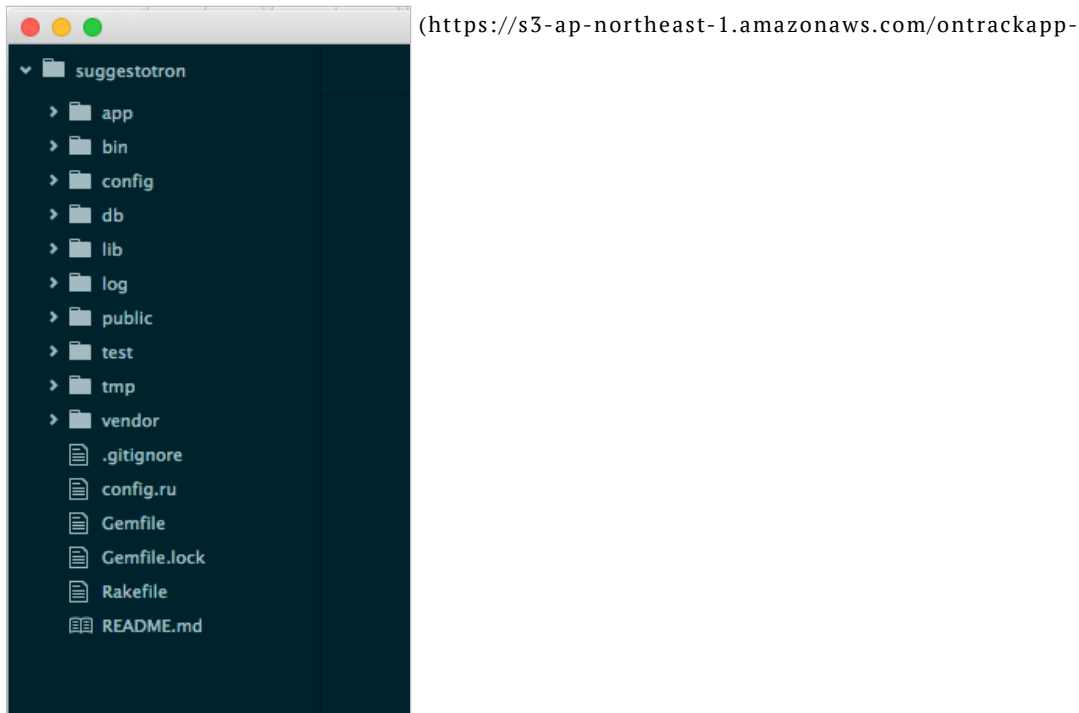 (https://s3-ap-northeast-1.amazonaws.com/ontrackapp-
suggestotron
app
bin
config
db
lib
log
public
test
tmp
vendor
.gitignore
config.ru
Gemfile
Gemfile.lock
Rakefile
README.md